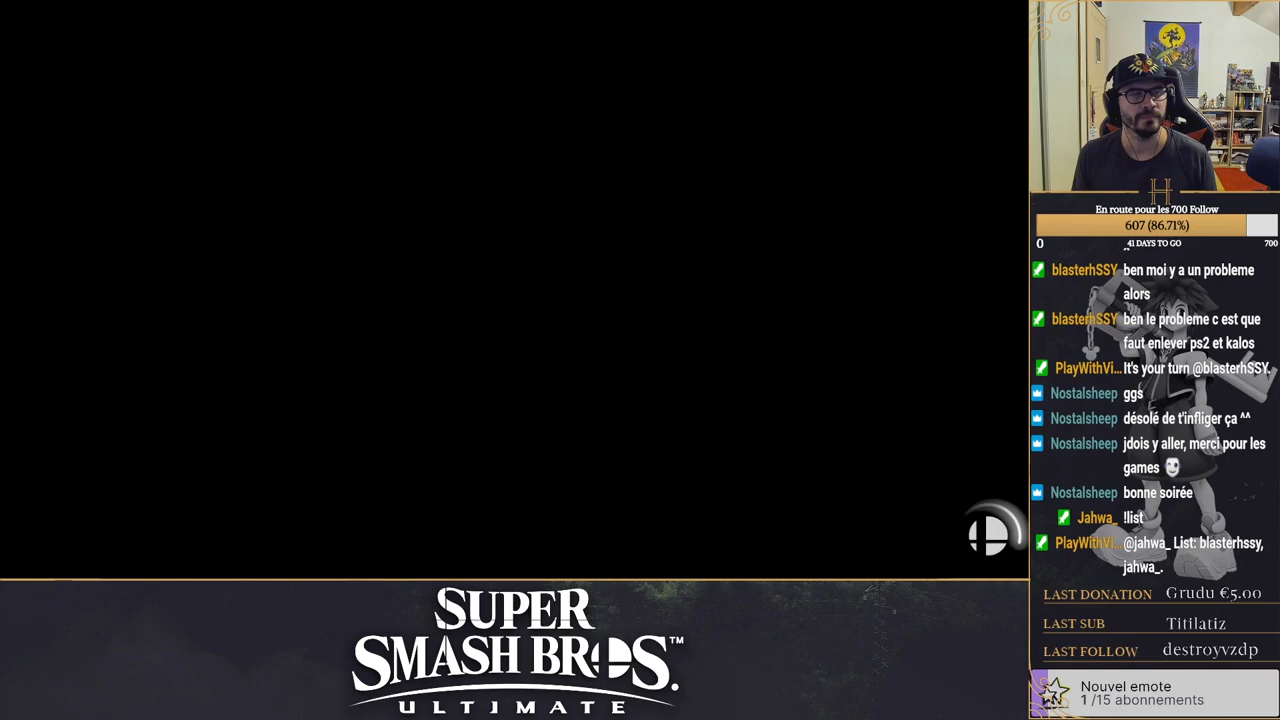 H
En route pour les 700 Follow
607 (86.71%)
0 41 DAYS TO GO 700
blasterhSSY ben moi y a un probleme
alors
blasterhSSY ben le probleme c est que
faut enlever ps2 et kalos
PlayWithVi... It's your turn @blasterhSSY.
Nostalsheep ggs
Nostalsheep désolé de t'infliger ça ^^
Nostalsheep jdois y aller, merci pour les
games
Nostalsheep bonne soirée
Jahwa_ !list
PlayWithVi... @jahwa_ List: blasterhssy,
jahwa_.
LAST DONATION Grudu €5.00
LAST SUB Titilatiz
LAST FOLLOW destroyvzdp
Nouvel emote
1 /15 abonnements
SUPER
SMASH BROS.™
ULTIMATE